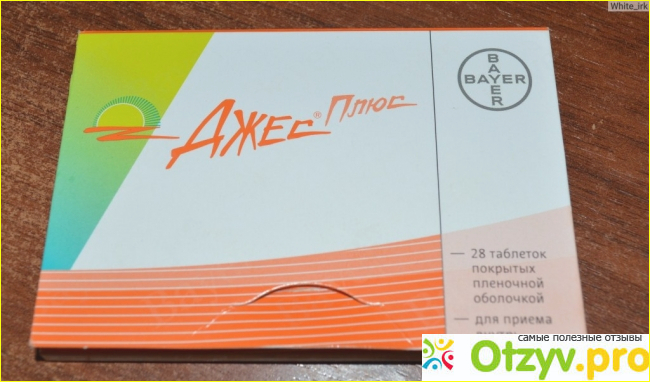 White_irk
BAYER
BAYER
Джес® Плюс
— 28 таблеток
покрытых
пленочной
оболочкой
— для приема
самые полезные отзывы
Otzyv.pro